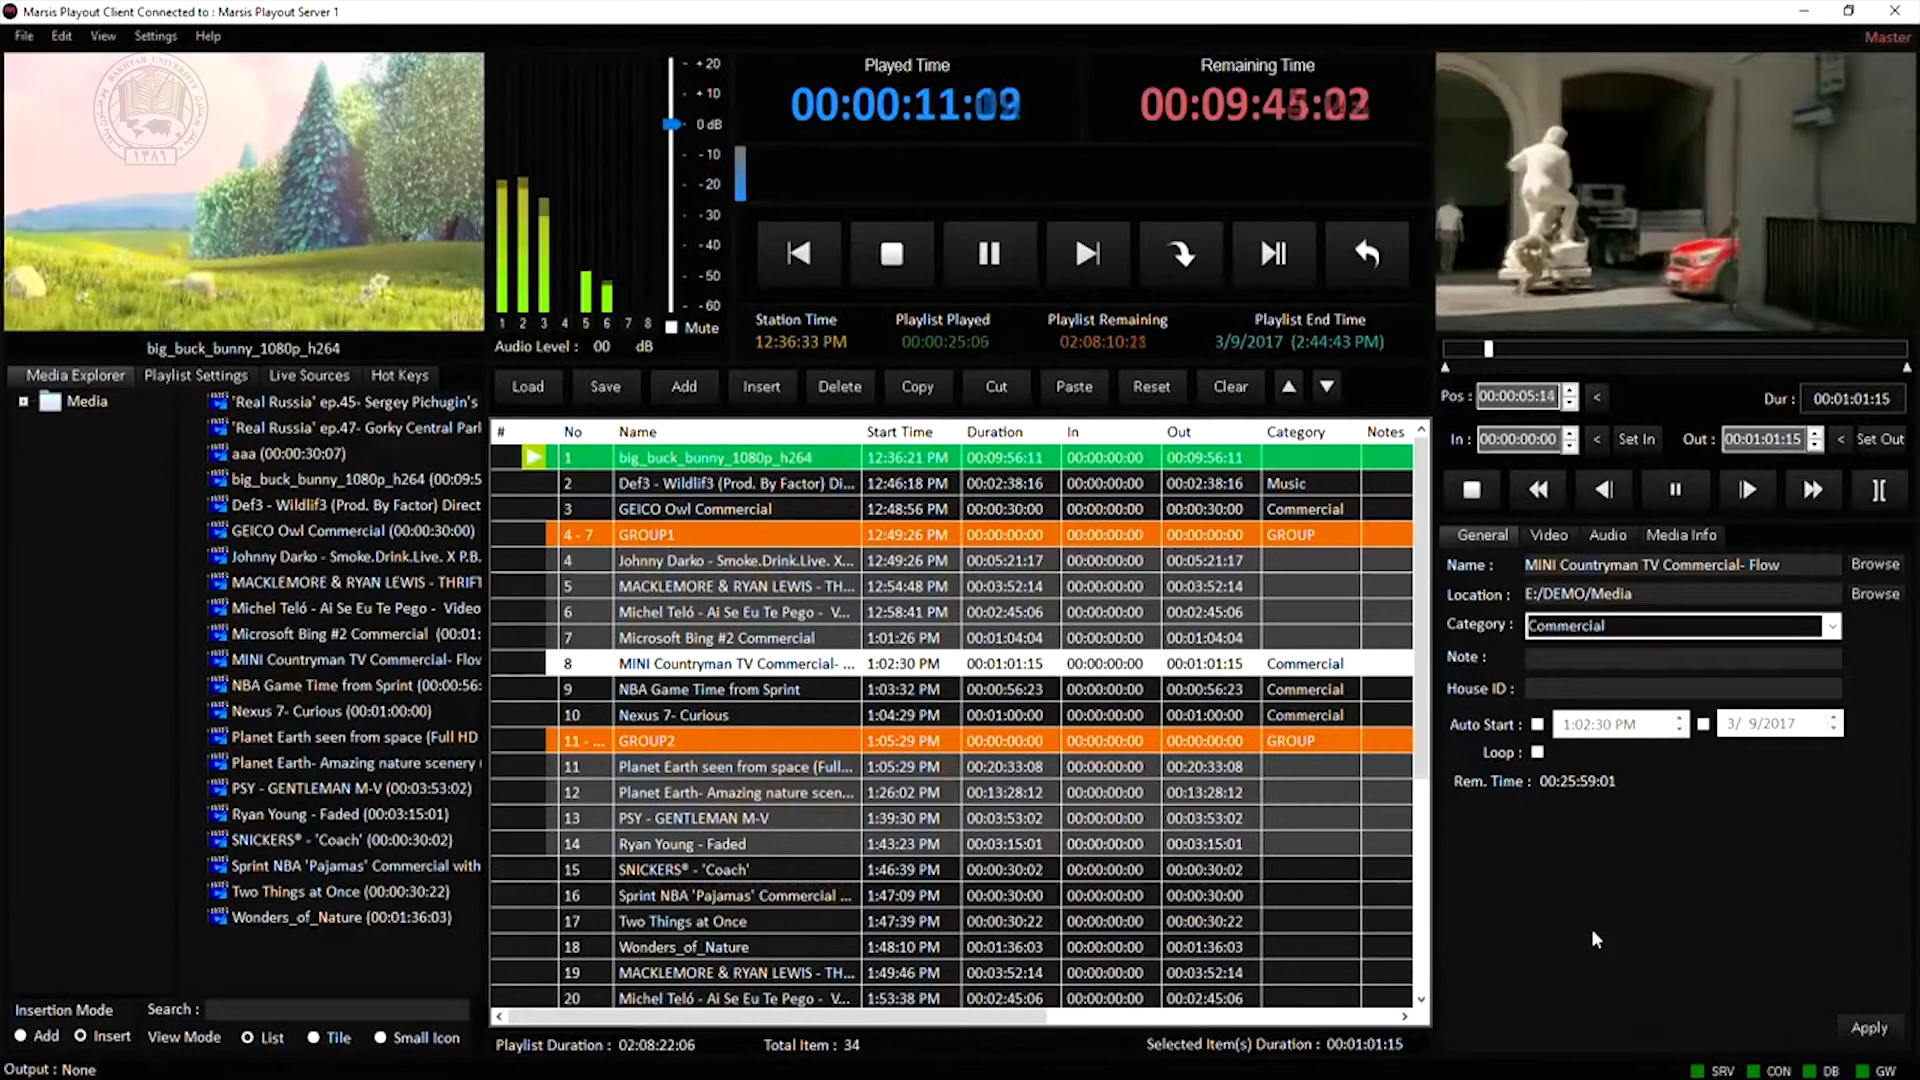 Marsis Playout Client Connected to : Marsis Playout Server 1
File Edit View Settings Help
Master
BAKHTAR UNIVERSITY
۱۳۸۴
big_buck_bunny_1080p_h264
+20
+10
0 dB
-10
-20
-30
-40
-50
-60
1 2 3 4 5 6 7 8
Mute
Audio Level : 00 dB
Played Time
00:00:11:09
Remaining Time
00:09:45:02
Station Time
12:36:33 PM
Playlist Played
00:00:25:06
Playlist Remaining
02:08:10:23
Playlist End Time
3/9/2017 (2:44:43 PM)
Media Explorer Playlist Settings Live Sources Hot Keys
Media
'Real Russia' ep.45- Sergey Pichugin's
'Real Russia' ep.47- Gorky Central Parl
aaa (00:00:30:07)
big_buck_bunny_1080p_h264 (00:09:5
Def3 - Wildlif3 (Prod. By Factor) Direct
GEICO Owl Commercial (00:00:30:00)
Johnny Darko - Smoke.Drink.Live. X P.B.
MACKLEMORE & RYAN LEWIS - THRIFT
Michel Teló - Ai Se Eu Te Pego - Video
Microsoft Bing #2 Commercial (00:01:
MINI Countryman TV Commercial- Flow
NBA Game Time from Sprint (00:00:56:
Nexus 7- Curious (00:01:00:00)
Planet Earth seen from space (Full HD
Planet Earth- Amazing nature scenery (
PSY - GENTLEMAN M-V (00:03:53:02)
Ryan Young - Faded (00:03:15:01)
SNICKERS® - 'Coach' (00:00:30:02)
Sprint NBA 'Pajamas' Commercial with
Two Things at Once (00:00:30:22)
Wonders_of_Nature (00:01:36:03)
Insertion Mode
Search :
Add Insert View Mode List Tile Small Icon
Output : None
Load Save Add Insert Delete Copy Cut Paste Reset Clear
# No Name Start Time Duration In Out Category Notes
1 big_buck_bunny_1080p_h264 12:36:21 PM 00:09:56:11 00:00:00:00 00:09:56:11
2 Def3 - Wildlif3 (Prod. By Factor) Di... 12:46:18 PM 00:02:38:16 00:00:00:00 00:02:38:16 Music
3 GEICO Owl Commercial 12:48:56 PM 00:00:30:00 00:00:00:00 00:00:30:00 Commercial
4 - 7 GROUP1 12:49:26 PM 00:00:00:00 00:00:00:00 00:00:00:00 GROUP
4 Johnny Darko - Smoke.Drink.Live. X... 12:49:26 PM 00:05:21:17 00:00:00:00 00:05:21:17
5 MACKLEMORE & RYAN LEWIS - TH... 12:54:48 PM 00:03:52:14 00:00:00:00 00:03:52:14
6 Michel Teló - Ai Se Eu Te Pego - V... 12:58:41 PM 00:02:45:06 00:00:00:00 00:02:45:06
7 Microsoft Bing #2 Commercial 1:01:26 PM 00:01:04:04 00:00:00:00 00:01:04:04
8 MINI Countryman TV Commercial- ... 1:02:30 PM 00:01:01:15 00:00:00:00 00:01:01:15 Commercial
9 NBA Game Time from Sprint 1:03:32 PM 00:00:56:23 00:00:00:00 00:00:56:23 Commercial
10 Nexus 7- Curious 1:04:29 PM 00:01:00:00 00:00:00:00 00:01:00:00 Commercial
11 - ... GROUP2 1:05:29 PM 00:00:00:00 00:00:00:00 00:00:00:00 GROUP
11 Planet Earth seen from space (Full... 1:05:29 PM 00:20:33:08 00:00:00:00 00:20:33:08
12 Planet Earth- Amazing nature scen... 1:26:02 PM 00:13:28:12 00:00:00:00 00:13:28:12
13 PSY - GENTLEMAN M-V 1:39:30 PM 00:03:53:02 00:00:00:00 00:03:53:02
14 Ryan Young - Faded 1:43:23 PM 00:03:15:01 00:00:00:00 00:03:15:01
15 SNICKERS® - 'Coach' 1:46:39 PM 00:00:30:02 00:00:00:00 00:00:30:02
16 Sprint NBA 'Pajamas' Commercial ... 1:47:09 PM 00:00:30:00 00:00:00:00 00:00:30:00
17 Two Things at Once 1:47:39 PM 00:00:30:22 00:00:00:00 00:00:30:22
18 Wonders_of_Nature 1:48:10 PM 00:01:36:03 00:00:00:00 00:01:36:03
19 MACKLEMORE & RYAN LEWIS - TH... 1:49:46 PM 00:03:52:14 00:00:00:00 00:03:52:14
20 Michel Teló - Ai Se Eu Te Pego - V... 1:53:38 PM 00:02:45:06 00:00:00:00 00:02:45:06
Playlist Duration : 02:08:22:06 Total Item : 34 Selected Item(s) Duration : 00:01:01:15
Pos : 00:00:05:14 < Dur : 00:01:01:15
In : 00:00:00:00 < Set In Out : 00:01:01:15 < Set Out
General Video Audio Media Info
Name : MINI Countryman TV Commercial- Flow Browse
Location : E:/DEMO/Media Browse
Category : Commercial
Note :
House ID :
Auto Start : 1:02:30 PM 3/ 9/2017
Loop :
Rem. Time : 00:25:59:01
Apply
SRV CON DB GW